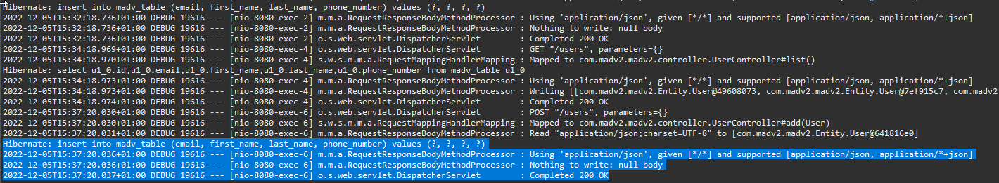 Hibernate: insert into madv_table (email, first_name, last_name, phone_number) values (?, ?, ?, ?)
2022-12-05T15:32:18.736+01:00 DEBUG 19616 --- [nio-8080-exec-2] m.m.a.RequestResponseBodyMethodProcessor : Using 'application/json', given [*/*] and supported [application/json, application/*+json]
2022-12-05T15:32:18.736+01:00 DEBUG 19616 --- [nio-8080-exec-2] m.m.a.RequestResponseBodyMethodProcessor : Nothing to write: null body
2022-12-05T15:32:18.736+01:00 DEBUG 19616 --- [nio-8080-exec-2] o.s.web.servlet.DispatcherServlet : Completed 200 OK
2022-12-05T15:34:18.969+01:00 DEBUG 19616 --- [nio-8080-exec-4] o.s.web.servlet.DispatcherServlet : GET "/users", parameters={}
2022-12-05T15:34:18.970+01:00 DEBUG 19616 --- [nio-8080-exec-4] s.w.s.m.m.a.RequestMappingHandlerMapping : Mapped to com.madv2.madv2.controller.UserController#list()
Hibernate: select u1_0.id,u1_0.email,u1_0.first_name,u1_0.last_name,u1_0.phone_number from madv_table u1_0
2022-12-05T15:34:18.973+01:00 DEBUG 19616 --- [nio-8080-exec-4] m.m.a.RequestResponseBodyMethodProcessor : Using 'application/json', given [*/*] and supported [application/json, application/*+json]
2022-12-05T15:34:18.973+01:00 DEBUG 19616 --- [nio-8080-exec-4] m.m.a.RequestResponseBodyMethodProcessor : Writing [[com.madv2.madv2.Entity.User@49608073, com.madv2.madv2.Entity.User@7ef915c7, com.madv2
2022-12-05T15:34:18.974+01:00 DEBUG 19616 --- [nio-8080-exec-4] o.s.web.servlet.DispatcherServlet : Completed 200 OK
2022-12-05T15:37:20.030+01:00 DEBUG 19616 --- [nio-8080-exec-6] o.s.web.servlet.DispatcherServlet : POST "/users", parameters={}
2022-12-05T15:37:20.030+01:00 DEBUG 19616 --- [nio-8080-exec-6] s.w.s.m.m.a.RequestMappingHandlerMapping : Mapped to com.madv2.madv2.controller.UserController#add(User)
2022-12-05T15:37:20.031+01:00 DEBUG 19616 --- [nio-8080-exec-6] m.m.a.RequestResponseBodyMethodProcessor : Read "application/json;charset=UTF-8" to [com.madv2.madv2.Entity.User@641816e0]
Hibernate: insert into madv_table (email, first_name, last_name, phone_number) values (?, ?, ?, ?)
2022-12-05T15:37:20.036+01:00 DEBUG 19616 --- [nio-8080-exec-6] m.m.a.RequestResponseBodyMethodProcessor : Using 'application/json', given [*/*] and supported [application/json, application/*+json]
2022-12-05T15:37:20.036+01:00 DEBUG 19616 --- [nio-8080-exec-6] m.m.a.RequestResponseBodyMethodProcessor : Nothing to write: null body
2022-12-05T15:37:20.037+01:00 DEBUG 19616 --- [nio-8080-exec-6] o.s.web.servlet.DispatcherServlet : Completed 200 OK